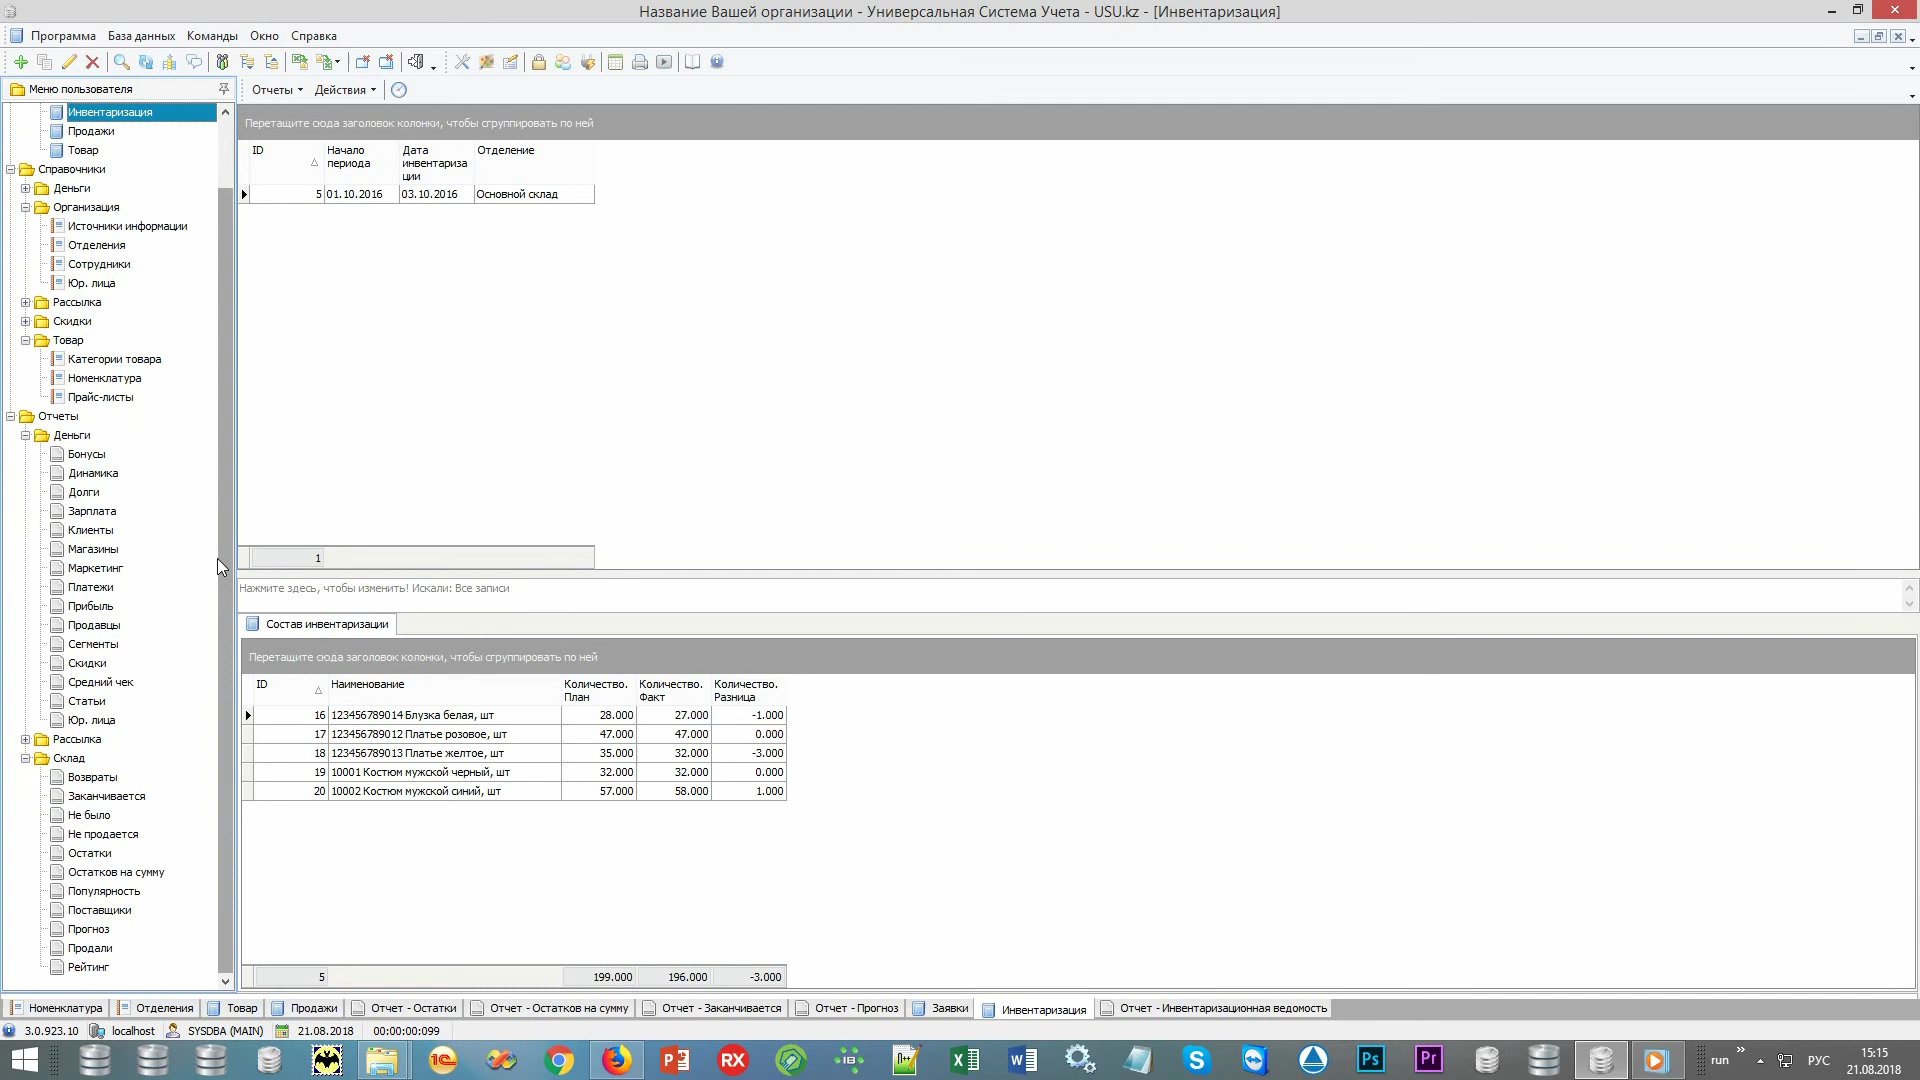 Название Вашей организации - Универсальная Система Учета - USU.kz - [Инвентаризация]
Программа База данных Команды Окно Справка
Меню пользователя
Отчеты Действия
Инвентаризация
Продажи
Товар
Справочники
Деньги
Организация
Источники информации
Отделения
Сотрудники
Юр. лица
Рассылка
Скидки
Товар
Категории товара
Номенклатура
Прайс-листы
Отчеты
Деньги
Бонусы
Динамика
Долги
Зарплата
Клиенты
Магазины
Маркетинг
Платежи
Прибыль
Продавцы
Сегменты
Скидки
Средний чек
Статьи
Юр. лица
Рассылка
Склад
Возвраты
Заканчивается
Не было
Не продается
Остатки
Остатков на сумму
Популярность
Поставщики
Прогноз
Продали
Рейтинг
Перетащите сюда заголовок колонки, чтобы сгруппировать по ней
ID Начало периода Дата инвентариза ции Отделение
5 01.10.2016 03.10.2016 Основной склад
1
Нажмите здесь, чтобы изменить! Искали: Все записи
Состав инвентаризации
Перетащите сюда заголовок колонки, чтобы сгруппировать по ней
ID Наименование Количество. План Количество. Факт Количество. Разница
16 123456789014 Блузка белая, шт 28.000 27.000 -1.000
17 123456789012 Платье розовое, шт 47.000 47.000 0.000
18 123456789013 Платье желтое, шт 35.000 32.000 -3.000
19 10001 Костюм мужской черный, шт 32.000 32.000 0.000
20 10002 Костюм мужской синий, шт 57.000 58.000 1.000
5 199.000 196.000 -3.000
Номенклатура Отделения Товар Продажи Отчет - Остатки Отчет - Остатков на сумму Отчет - Заканчивается Отчет - Прогноз Заявки Инвентаризация Отчет - Инвентаризационная ведомость
3.0.923.10 localhost SYSDBA (MAIN) 21.08.2018 00:00:00:099
RX Ps Pr run РУС 15:15
21.08.2018